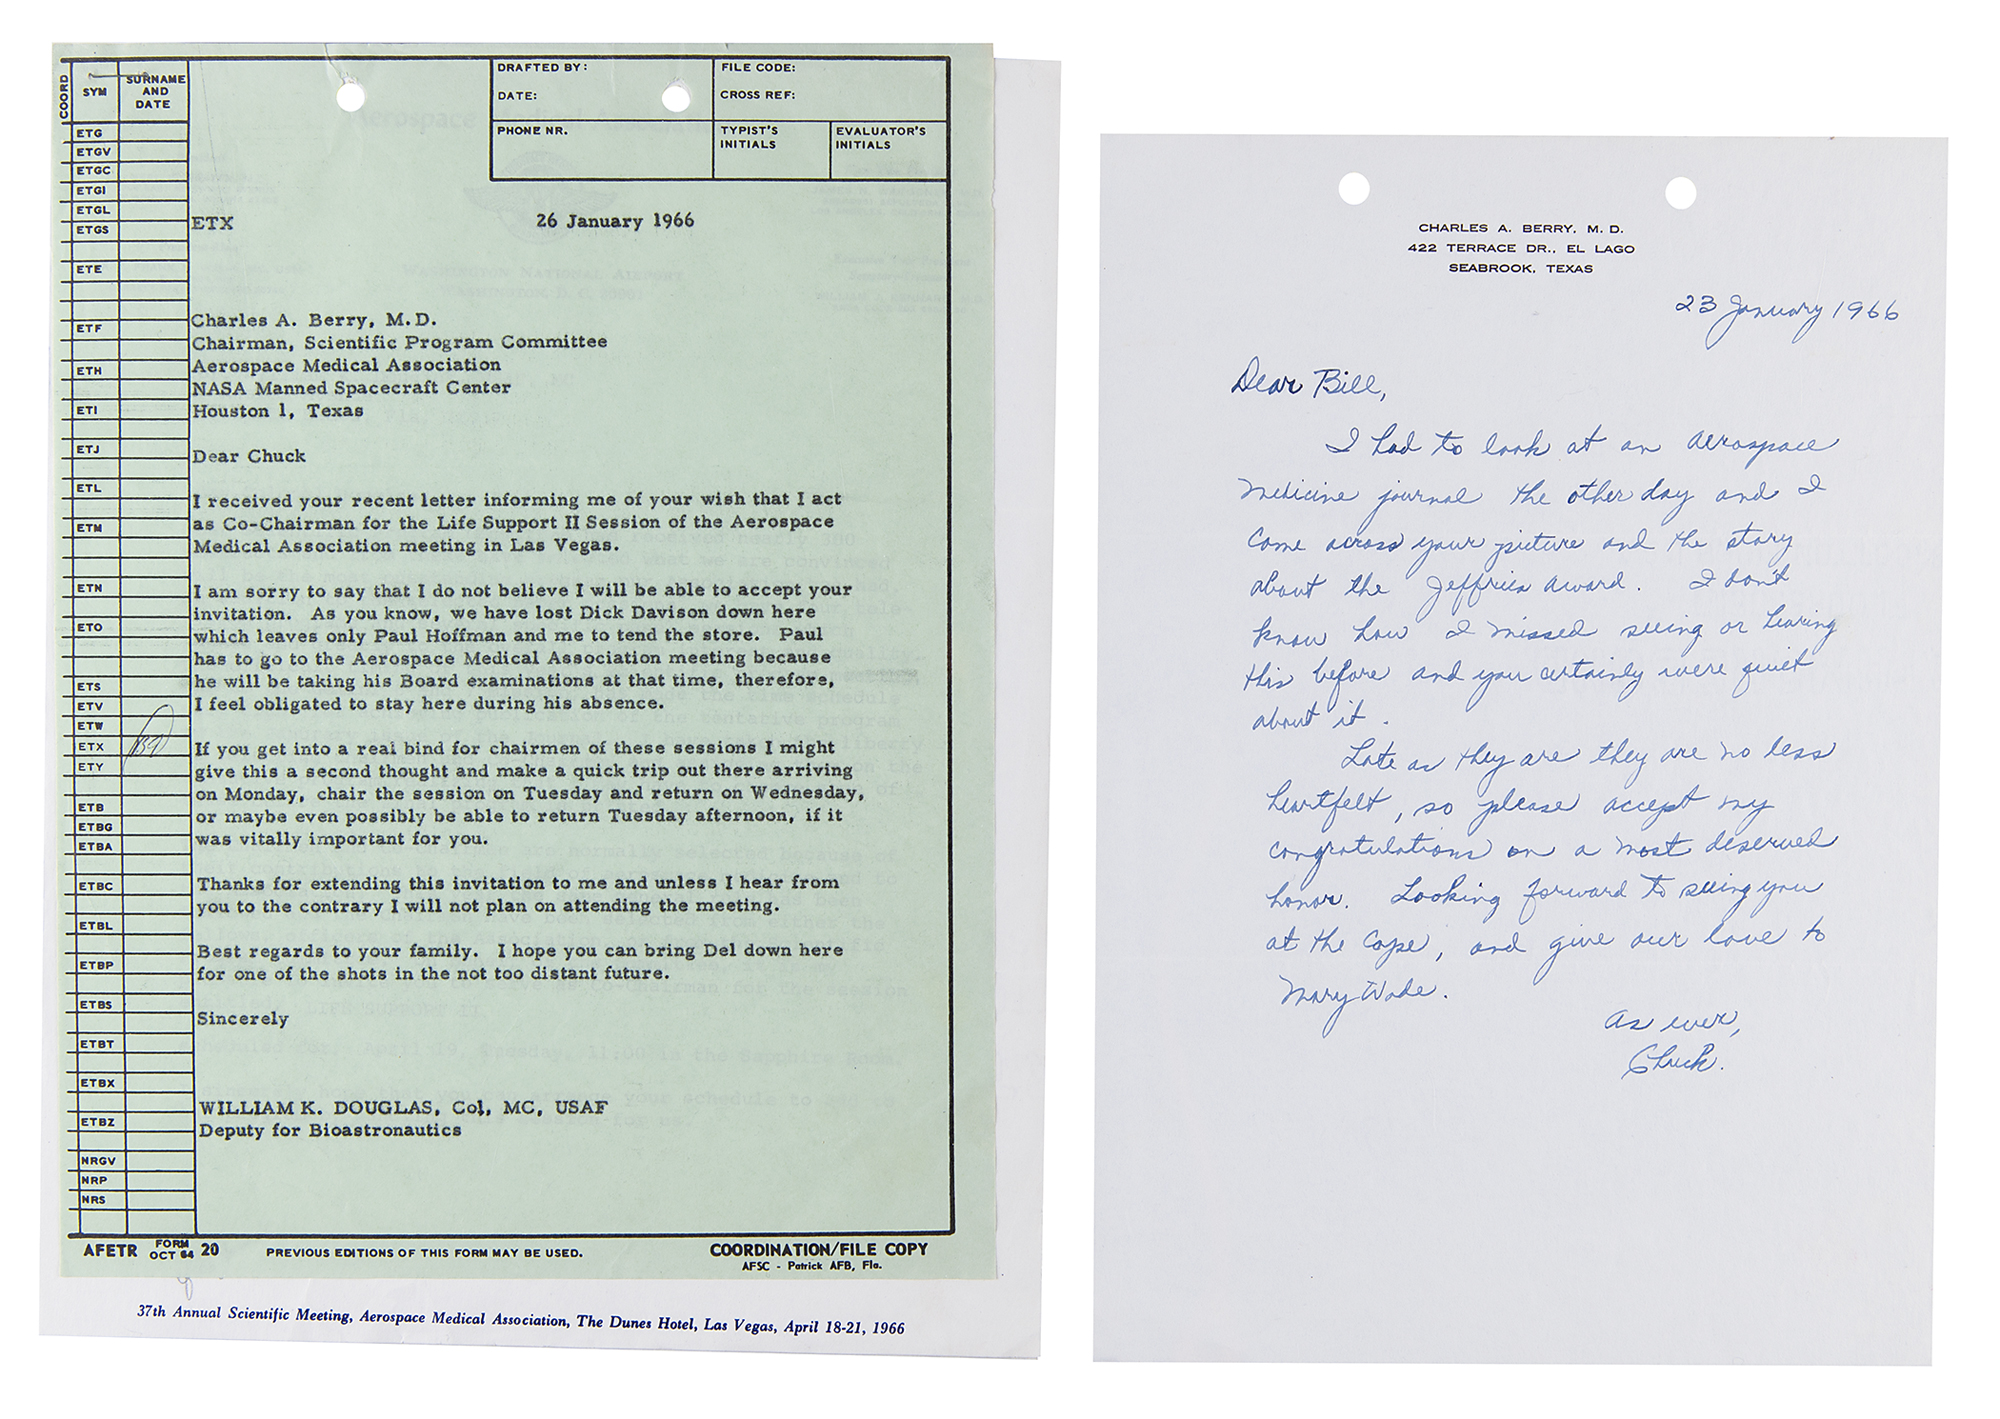 COORD
SYM
SURNAME
AND
DATE
DRAFTED BY:
DATE:
FILE CODE:
CROSS REF:
PHONE NR.
TYPIST'S
INITIALS
EVALUATOR'S
INITIALS
ETG
ETGV
ETGC
ETGI
ETGL
ETGS
ETE
ETF
ETH
ETI
ETJ
ETL
ETM
ETN
ETO
ETS
ETV
ETW
ETX
ETY
ETB
ETBG
ETBA
ETBC
ETBL
ETBP
ETBS
ETBT
ETBX
ETBZ
NRGV
NRP
NRS
ETX 26 January 1966
Charles A. Berry, M.D.
Chairman, Scientific Program Committee
Aerospace Medical Association
NASA Manned Spacecraft Center
Houston 1, Texas
Dear Chuck
I received your recent letter informing me of your wish that I act
as Co-Chairman for the Life Support II Session of the Aerospace
Medical Association meeting in Las Vegas.
I am sorry to say that I do not believe I will be able to accept your
invitation. As you know, we have lost Dick Davison down here
which leaves only Paul Hoffman and me to tend the store. Paul
has to go to the Aerospace Medical Association meeting because
he will be taking his Board examinations at that time, therefore,
I feel obligated to stay here during his absence.
If you get into a real bind for chairmen of these sessions I might
give this a second thought and make a quick trip out there arriving
on Monday, chair the session on Tuesday and return on Wednesday,
or maybe even possibly be able to return Tuesday afternoon, if it
was vitally important for you.
Thanks for extending this invitation to me and unless I hear from
you to the contrary I will not plan on attending the meeting.
Best regards to your family. I hope you can bring Del down here
for one of the shots in the not too distant future.
Sincerely
WILLIAM K. DOUGLAS, Col, MC, USAF
Deputy for Bioastronautics
AFETR FORM OCT 64 20
PREVIOUS EDITIONS OF THIS FORM MAY BE USED.
COORDINATION/FILE COPY
AFSC - Patrick AFB, Fla.
37th Annual Scientific Meeting, Aerospace Medical Association, The Dunes Hotel, Las Vegas, April 18-21, 1966
CHARLES A. BERRY, M. D.
422 TERRACE DR., EL LAGO
SEABROOK, TEXAS
23 January 1966
Dear Bill,
I had to look at an Aerospace
Medicine journal the other day and I
came across your picture and the story
about the Jeffries award. I don't
know how I missed seeing or hearing
this before and you certainly were quiet
about it.
Late as they are they are no less
heartfelt, so please accept my
congratulations on a most deserved
honor. Looking forward to seeing you
at the Cape, and give our love to
Mary Wade.
As ever,
Chuck.